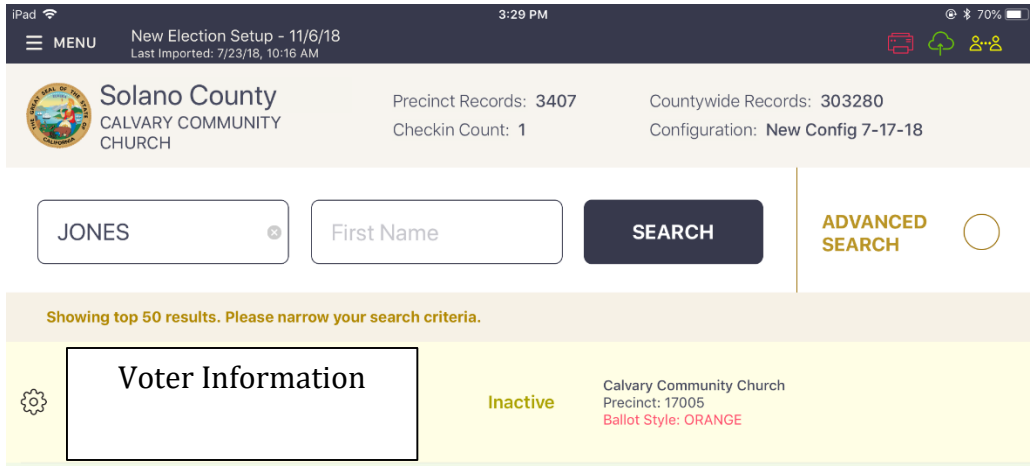 iPad 3:29 PM 70%
MENU New Election Setup - 11/6/18
Last Imported: 7/23/18, 10:16 AM
Solano County
CALVARY COMMUNITY
CHURCH
Precinct Records: 3407
Checkin Count: 1
Countywide Records: 303280
Configuration: New Config 7-17-18
JONES First Name SEARCH
ADVANCED
SEARCH
Showing top 50 results. Please narrow your search criteria.
Voter Information
Inactive
Calvary Community Church
Precinct: 17005
Ballot Style: ORANGE